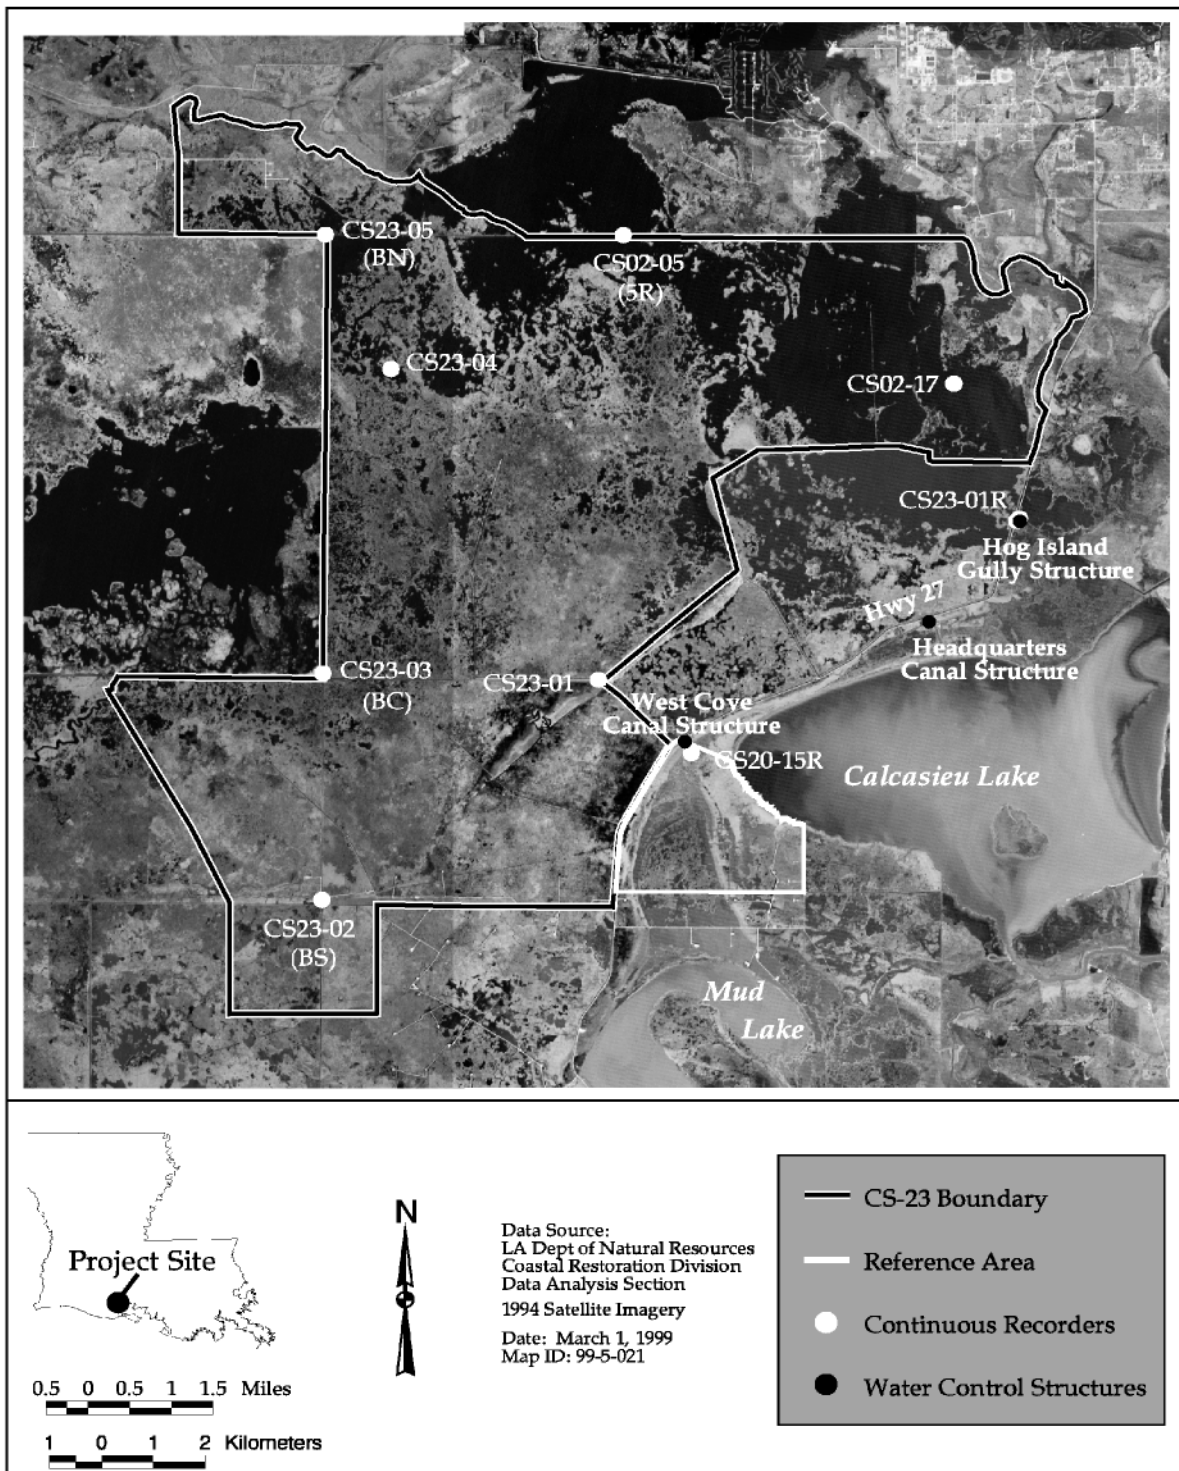 CS23-05
(BN)
CS02-05
(5R)
CS23-04
CS02-17
CS23-01R
Hog Island
Gully Structure
Hwy 27
Headquarters
Canal Structure
CS23-03
(BC)
CS23-01
West Cove
Canal Structure
CS20-15R
Calcasieu Lake
CS23-02
(BS)
Mud
Lake
Project Site
N
Data Source:
LA Dept of Natural Resources
Coastal Restoration Division
Data Analysis Section
1994 Satellite Imagery
Date: March 1, 1999
Map ID: 99-5-021
0.5 0 0.5 1 1.5 Miles
1 0 1 2 Kilometers
CS-23 Boundary
Reference Area
Continuous Recorders
Water Control Structures